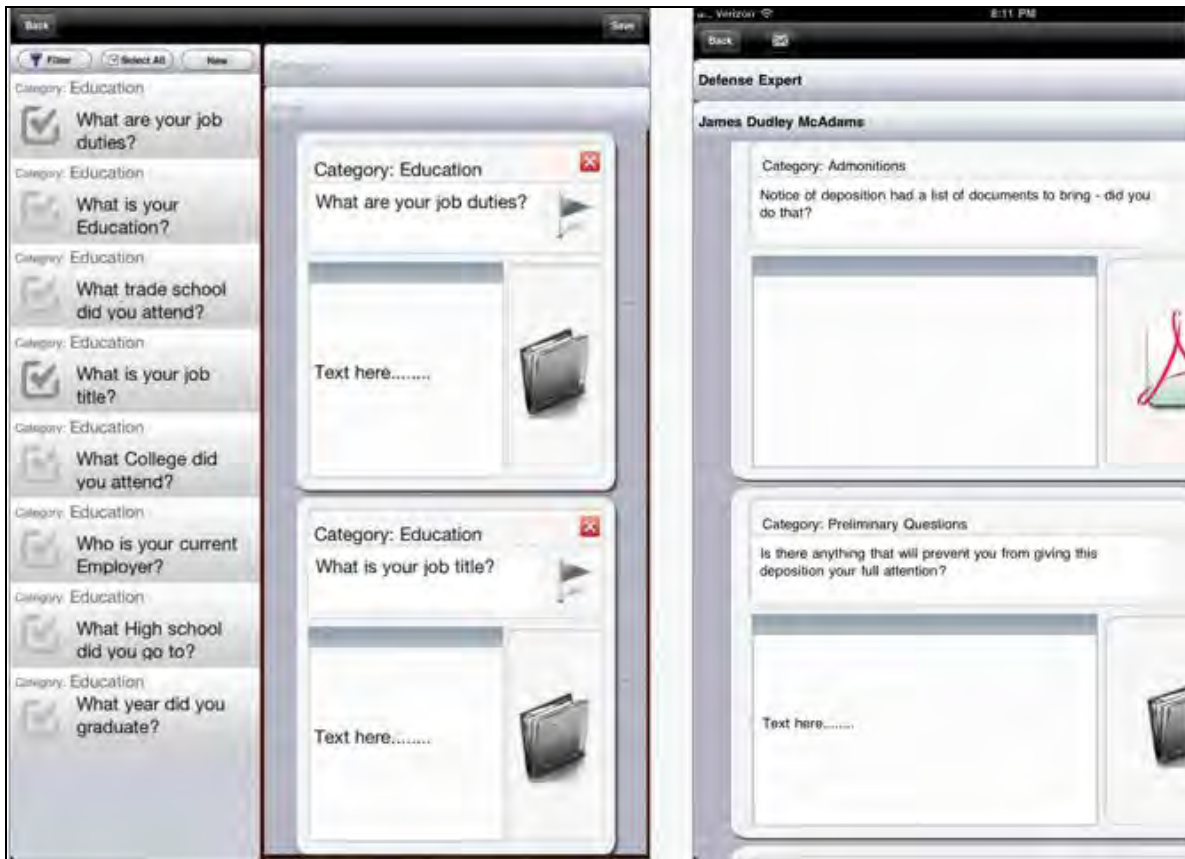 Back
Save
Filter
Select All
New
Category: Education
What are your job
duties?
Category: Education
What is your
Education?
Category: Education
What trade school
did you attend?
Category: Education
What is your job
title?
Category: Education
What College did
you attend?
Category: Education
Who is your current
Employer?
Category: Education
What High school
did you go to?
Category: Education
What year did you
graduate?
Category: Education
What are your job duties?
Text here........
Category: Education
What is your job title?
Text here........
Verizon
8:11 PM
Back
Defense Expert
James Dudley McAdams
Category: Admonitions
Notice of deposition had a list of documents to bring - did you
do that?
Category: Preliminary Questions
Is there anything that will prevent you from giving this
deposition your full attention?
Text here........